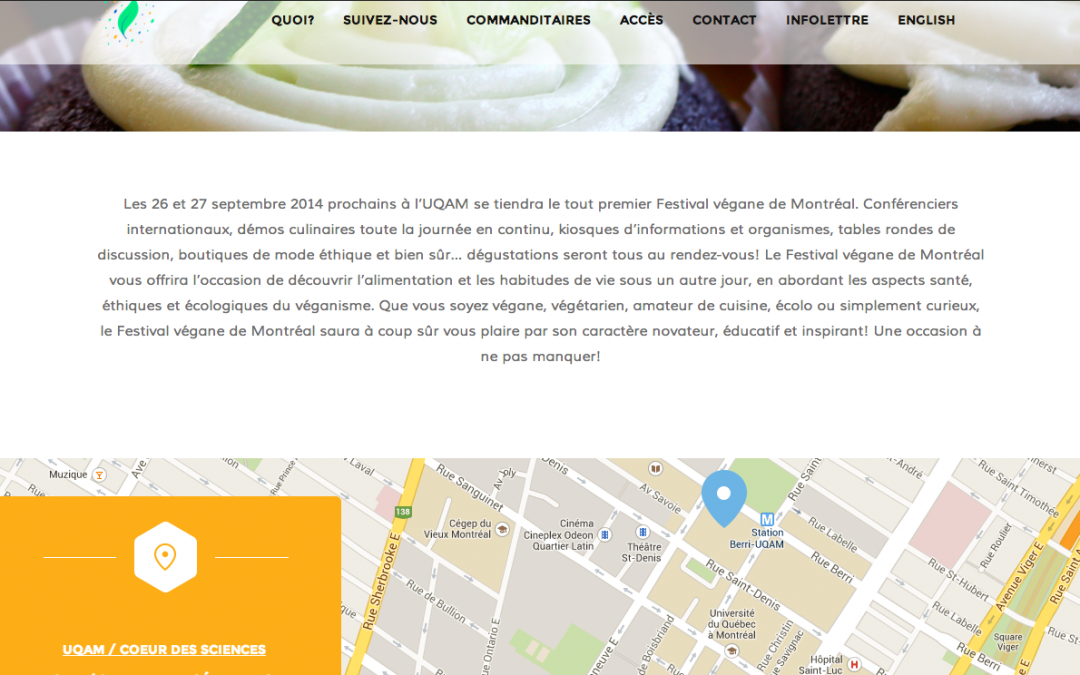 QUOI? SUIVEZ-NOUS COMMANDITAIRES ACCÈS CONTACT INFOLETTRE ENGLISH
Les 26 et 27 septembre 2014 prochains à l'UQAM se tiendra le tout premier Festival végane de Montréal. Conférenciers
internationaux, démos culinaires toute la journée en continu, kiosques d'informations et organismes, tables rondes de
discussion, boutiques de mode éthique et bien sûr... dégustations seront tous au rendez-vous! Le Festival végane de Montréal
vous offrira l'occasion de découvrir l'alimentation et les habitudes de vie sous un autre jour, en abordant les aspects santé,
éthiques et écologiques du véganisme. Que vous soyez végane, végétarien, amateur de cuisine, écolo ou simplement curieux,
le Festival végane de Montréal saura à coup sûr vous plaire par son caractère novateur, éducatif et inspirant! Une occasion à
ne pas manquer!
Muzique
Ave
Laval
Rue Prince
Rue Sanguinet
Av Joly
Denis
Av Savoie
Rue Saint
St-André
Amherst
Rue Saint Timothée
138
Cégep du
Vieux Montréal
Cinéma
Cineplex Odeon
Quartier Latin
Théâtre
St-Denis
M
Station
Berri-UQAM
Rue Labelle
Rue Berri
Rue Roulier
Avenue Viger E
Rue Saint
Rue Sherbrooke E
Rue de Bullion
Rue Ontario E
Rue Saint-Denis
Rue St-Hubert
Rue Labelle
Université
du Québec
à Montréal
Boisbriand
neuve E
Rue Christin
Rue Savignac
Hôpital
Saint-Luc
H
Square
Viger
Rue Berri
UQAM / COEUR DES SCIENCES